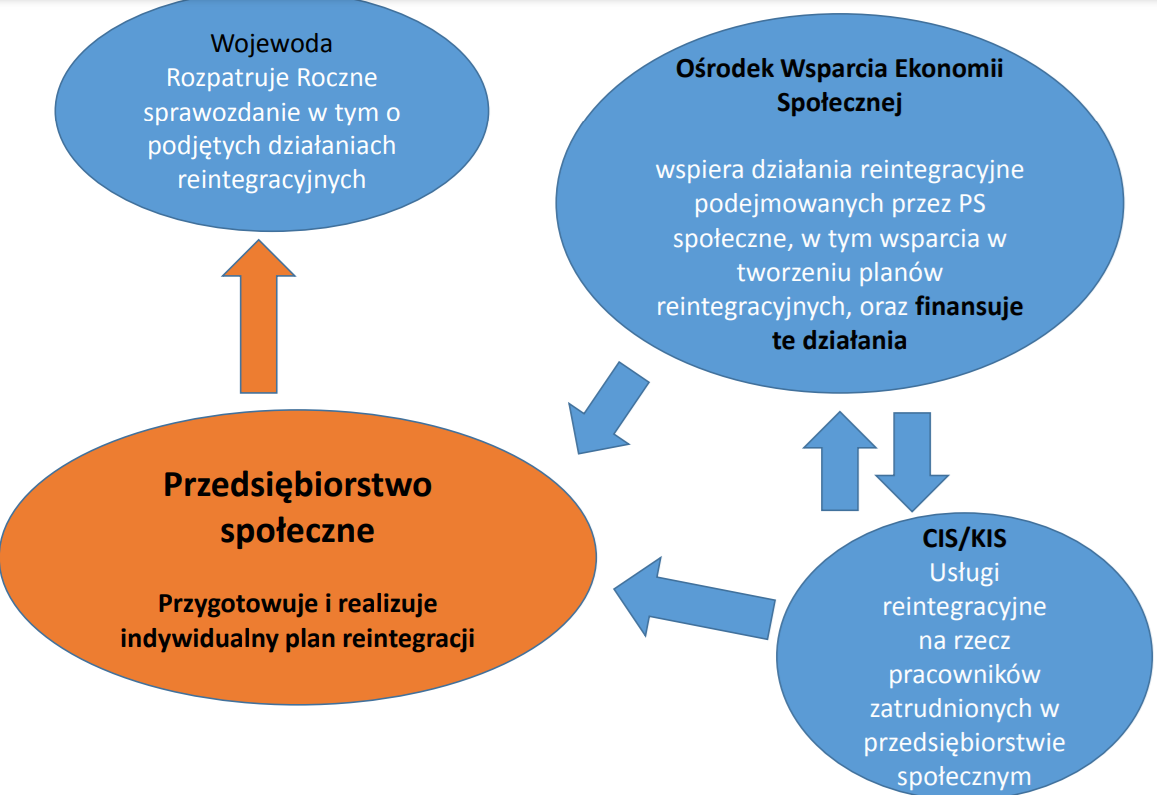 Wojewoda
Rozpatruje Roczne
sprawozdanie w tym o
podjętych działaniach
reintegracyjnych
Ośrodek Wsparcia Ekonomii
Społecznej
wspiera działania reintegracyjne
podejmowanych przez PS
społeczne, w tym wsparcia w
tworzeniu planów
reintegracyjnych, oraz finansuje
te działania
Przedsiębiorstwo
społeczne
Przygotowuje i realizuje
indywidualny plan reintegracji
CIS/KIS
Usługi
reintegracyjne
na rzecz
pracowników
zatrudnionych w
przedsiębiorstwie
społecznym